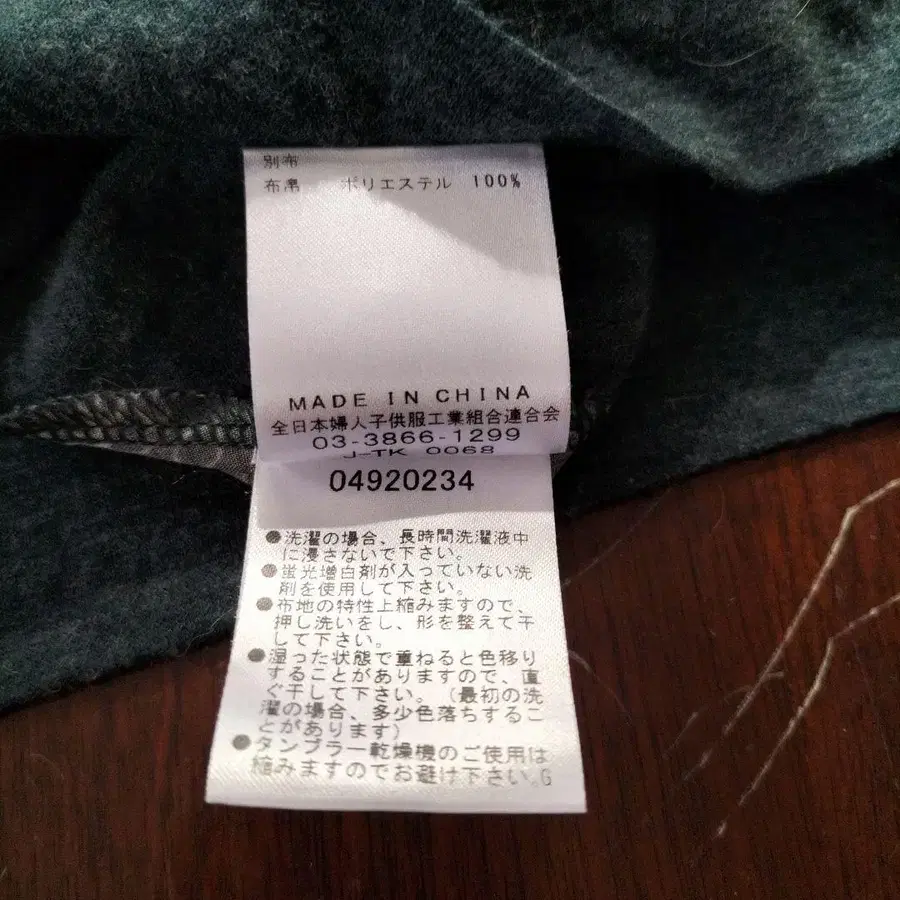 別布
布帛 ポリエステル 100%
MADE IN CHINA
全日本婦人子供服工業組合連合会
03-3866-1299
J-TK 0068
04920234
●洗濯の場合、長時間洗濯液中
に浸さないで下さい。
●蛍光増白剤が入っていない洗
剤を使用して下さい。
●布地の特性上縮みますので、
押し洗いをし、形を整えて干
して下さい。
●湿った状態で重ねると色移り
することがありますので、直
ぐ干して下さい。（最初の洗
濯の場合、多少色落ちするこ
とがあります）
●タンブラー乾燥機のご使用は
縮みますのでお避け下さい。G